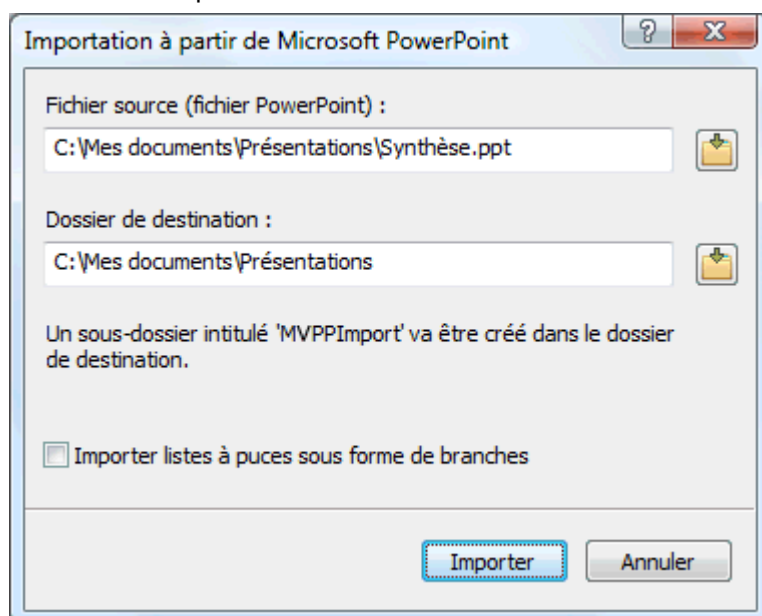 Importation à partir de Microsoft PowerPoint
?
Fichier source (fichier PowerPoint) :
C:\Mes documents\Présentations\Synthèse.ppt
Dossier de destination :
C:\Mes documents\Présentations
Un sous-dossier intitulé 'MVPPImport' va être créé dans le dossier
de destination.
Importer listes à puces sous forme de branches
Importer
Annuler